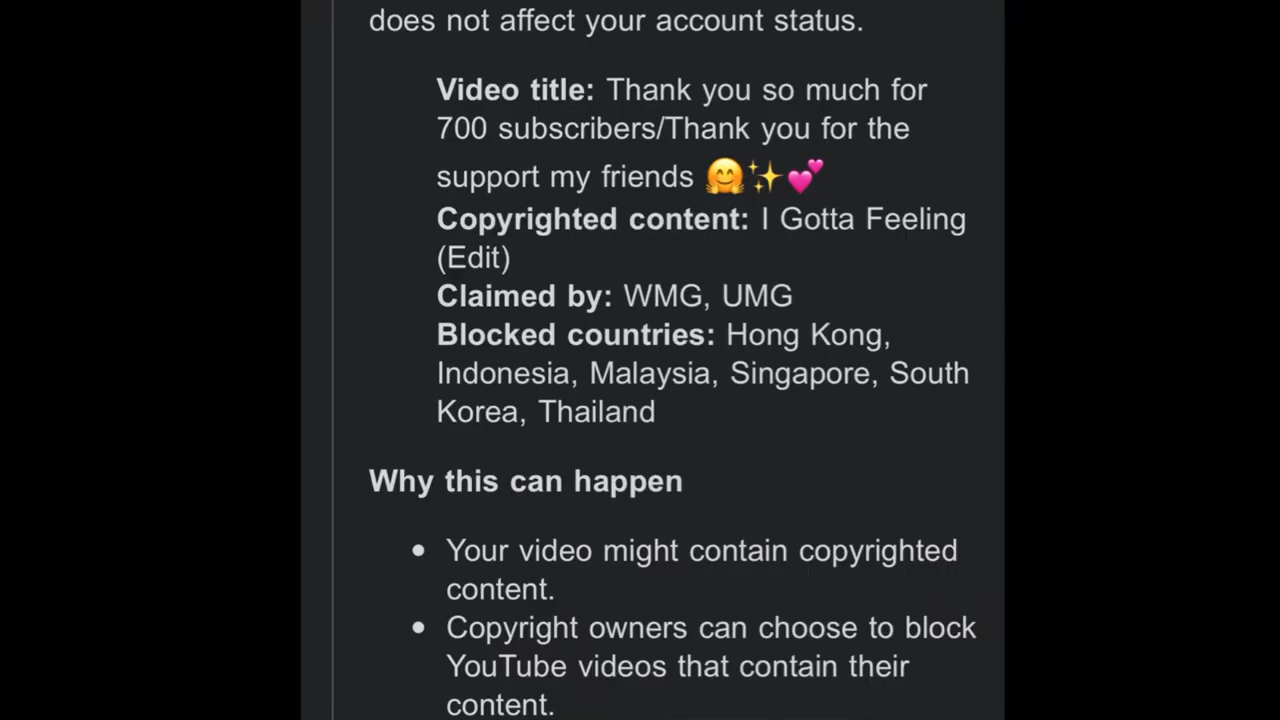 does not affect your account status.
Video title: Thank you so much for
700 subscribers/Thank you for the
support my friends 🤗✨💕
Copyrighted content: I Gotta Feeling
(Edit)
Claimed by: WMG, UMG
Blocked countries: Hong Kong,
Indonesia, Malaysia, Singapore, South
Korea, Thailand
Why this can happen
• Your video might contain copyrighted
content.
• Copyright owners can choose to block
YouTube videos that contain their
content.